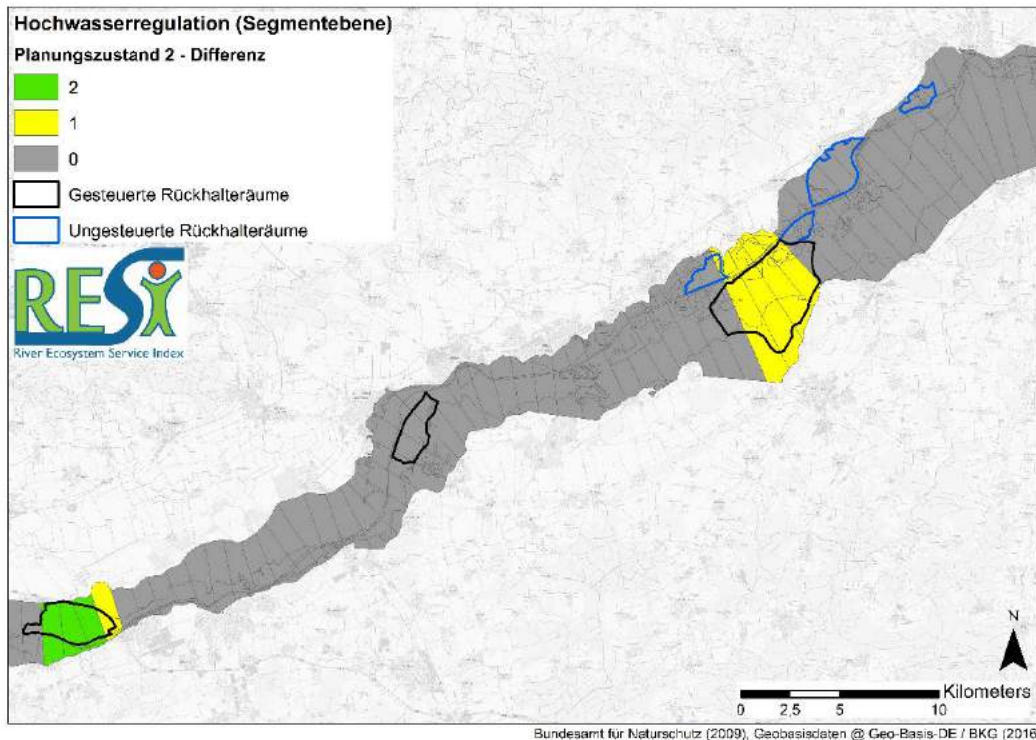 Hochwasserregulation (Segmentebene)
Planungszustand 2 - Differenz
2
1
0
Gesteuerte Rückhalteräume
Ungesteuerte Rückhalteräume
RESI
River Ecosystem Service Index
N
Kilometers
0 2,5 5 10
Bundesamt für Naturschutz (2009), Geobasisdaten @ Geo-Basis-DE / BKG (2016